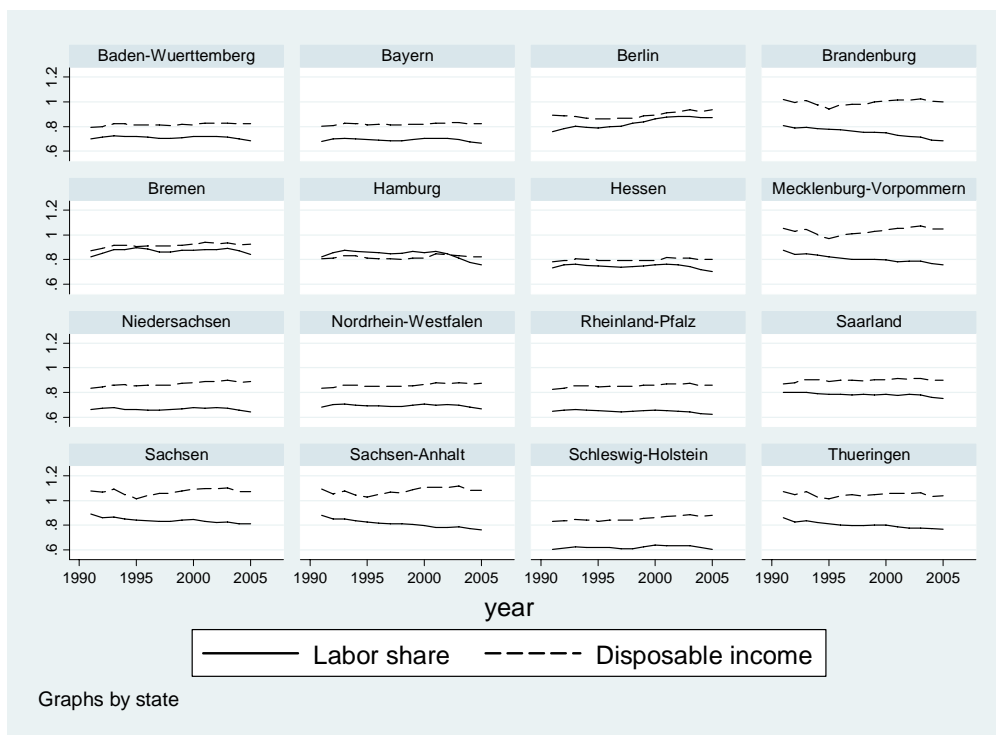 Baden-Wuerttemberg Bayern Berlin Brandenburg
.6 .8 1 1.2
Bremen Hamburg Hessen Mecklenburg-Vorpommern
.6 .8 1 1.2
Niedersachsen Nordrhein-Westfalen Rheinland-Pfalz Saarland
.6 .8 1 1.2
Sachsen Sachsen-Anhalt Schleswig-Holstein Thueringen
.6 .8 1 1.2
1990 1995 2000 2005 1990 1995 2000 2005 1990 1995 2000 2005 1990 1995 2000 2005
year
Labor share Disposable income
Graphs by state